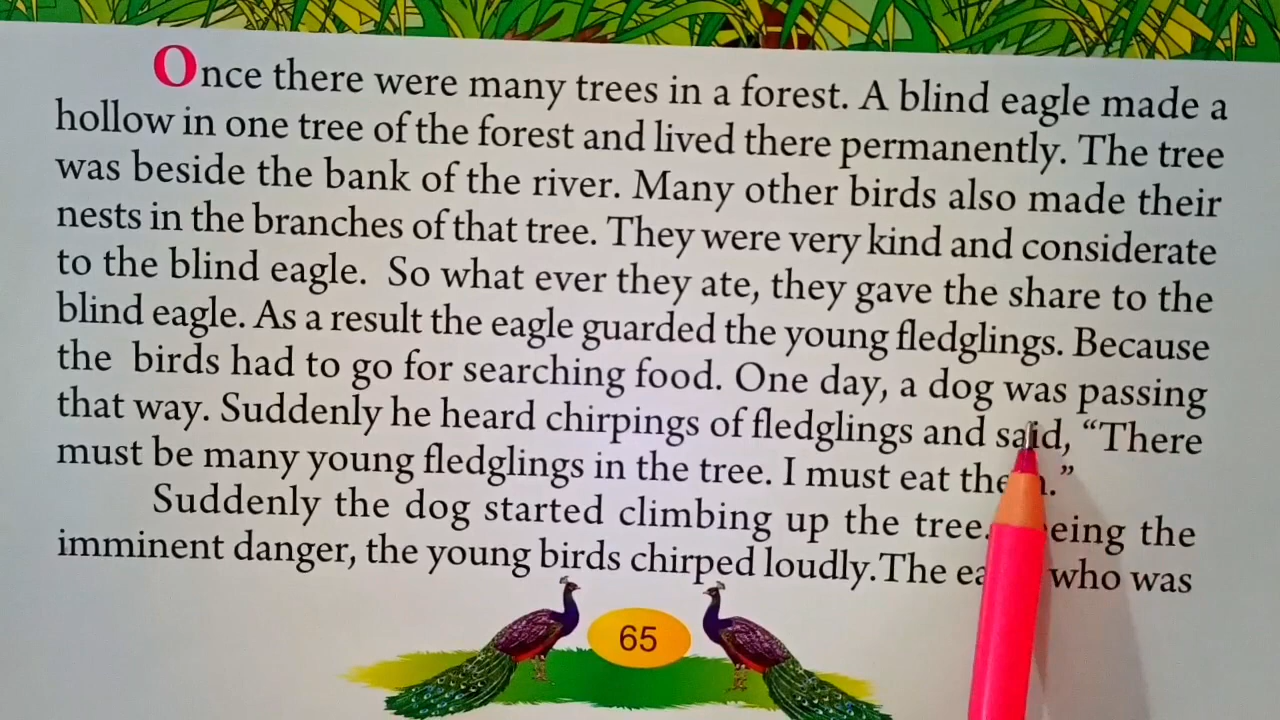 Once there were many trees in a forest. A blind eagle made a
hollow in one tree of the forest and lived there permanently. The tree
was beside the bank of the river. Many other birds also made their
nests in the branches of that tree. They were very kind and considerate
to the blind eagle. So what ever they ate, they gave the share to the
blind eagle. As a result the eagle guarded the young fledglings. Because
the birds had to go for searching food. One day, a dog was passing
that way. Suddenly he heard chirpings of fledglings and said, “There
must be many young fledglings in the tree. I must eat
Suddenly the dog started climbing up the tree. the
imminent danger, the young birds chirped loudly.The who was
65